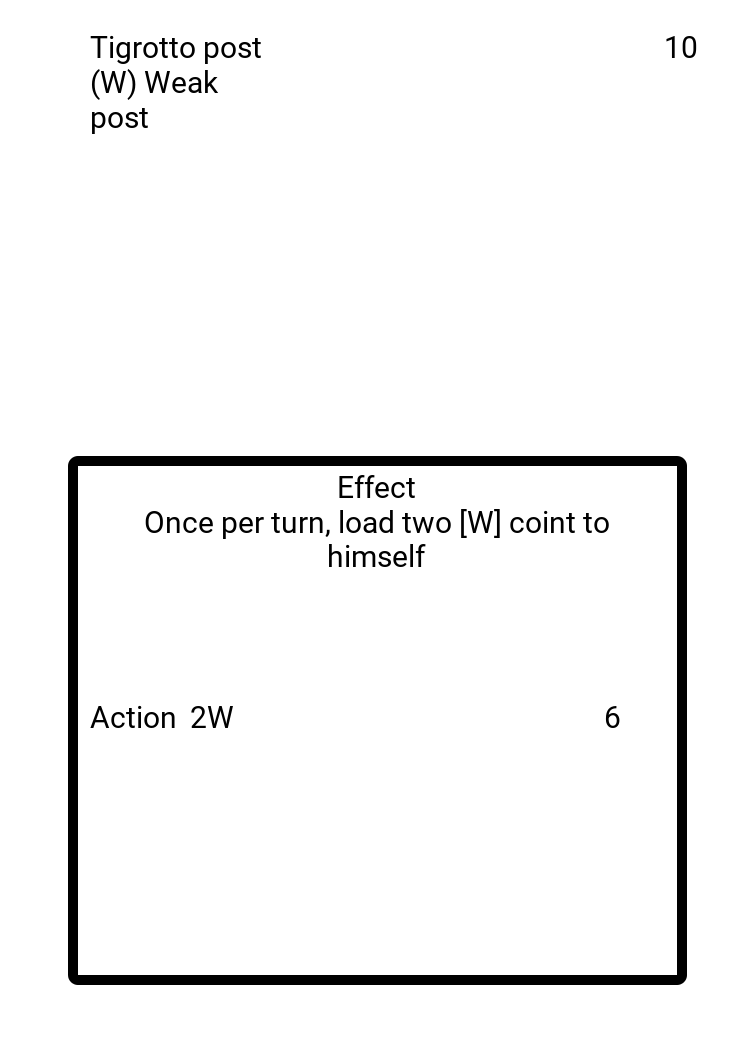 Tigrotto post
10
(W) Weak
post
Effect
Once per turn, load two [W] coint to
himself
Action 2W
6